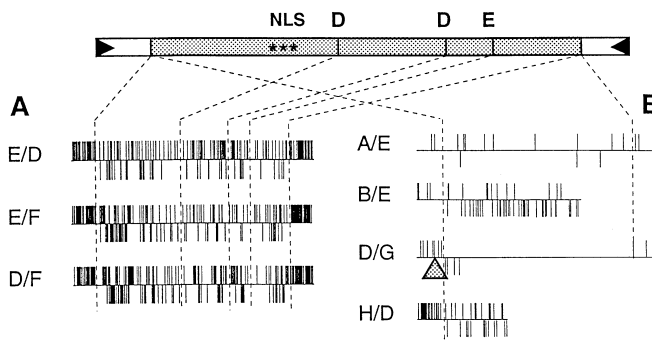 NLS D D E
***
A
B
E/D
E/F
D/F
A/E
B/E
D/G
H/D